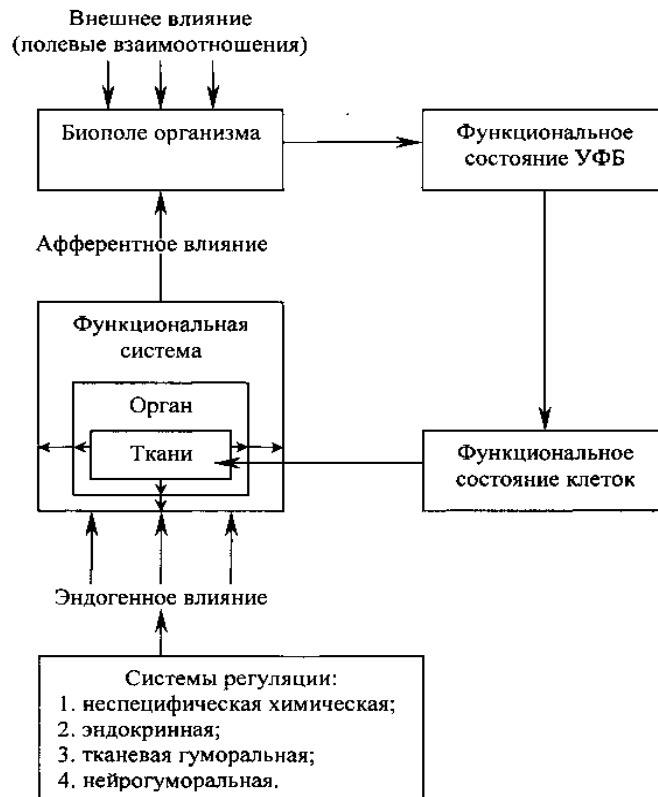 Внешнее влияние
(полевые взаимоотношения)
Биополе организма
Функциональное
состояние УФБ
Афферентное влияние
Функциональная
система
Орган
Ткани
Функциональное
состояние клеток
Эндогенное влияние
Системы регуляции:
1. неспецифическая химическая;
2. эндокринная;
3. тканевая гуморальная;
4. нейрогуморальная.